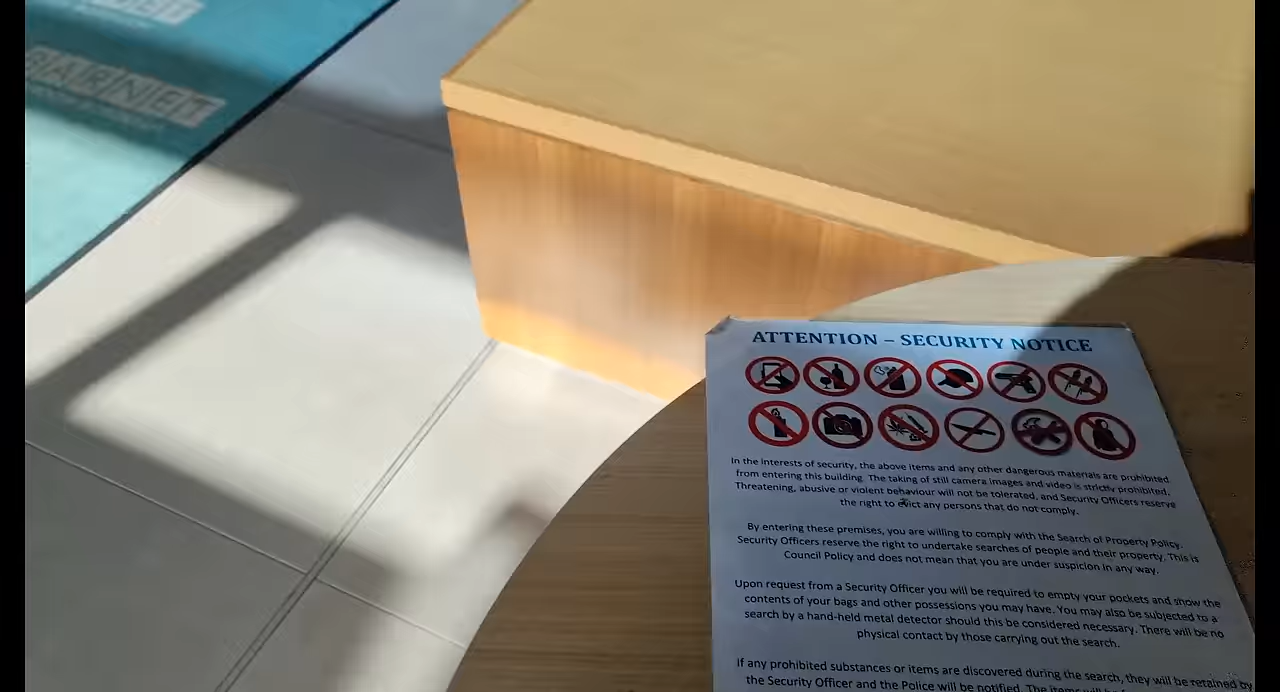 BARNET
ATTENTION – SECURITY NOTICE
In the interests of security, the above items and any other dangerous materials are prohibited
from entering this building. The taking of still camera images and video is strictly prohibited.
Threatening, abusive or violent behaviour will not be tolerated, and Security Officers reserve
the right to evict any persons that do not comply.
By entering these premises, you are willing to comply with the Search of Property Policy.
Security Officers reserve the right to undertake searches of people and their property. This is
Council Policy and does not mean that you are under suspicion in any way.
Upon request from a Security Officer you will be required to empty your pockets and show the
contents of your bags and other possessions you may have. You may also be subjected to a
search by a hand-held metal detector should this be considered necessary. There will be no
physical contact by those carrying out the search.
If any prohibited substances or items are discovered during the search, they will be retained by
the Security Officer and the Police will be notified. The items will